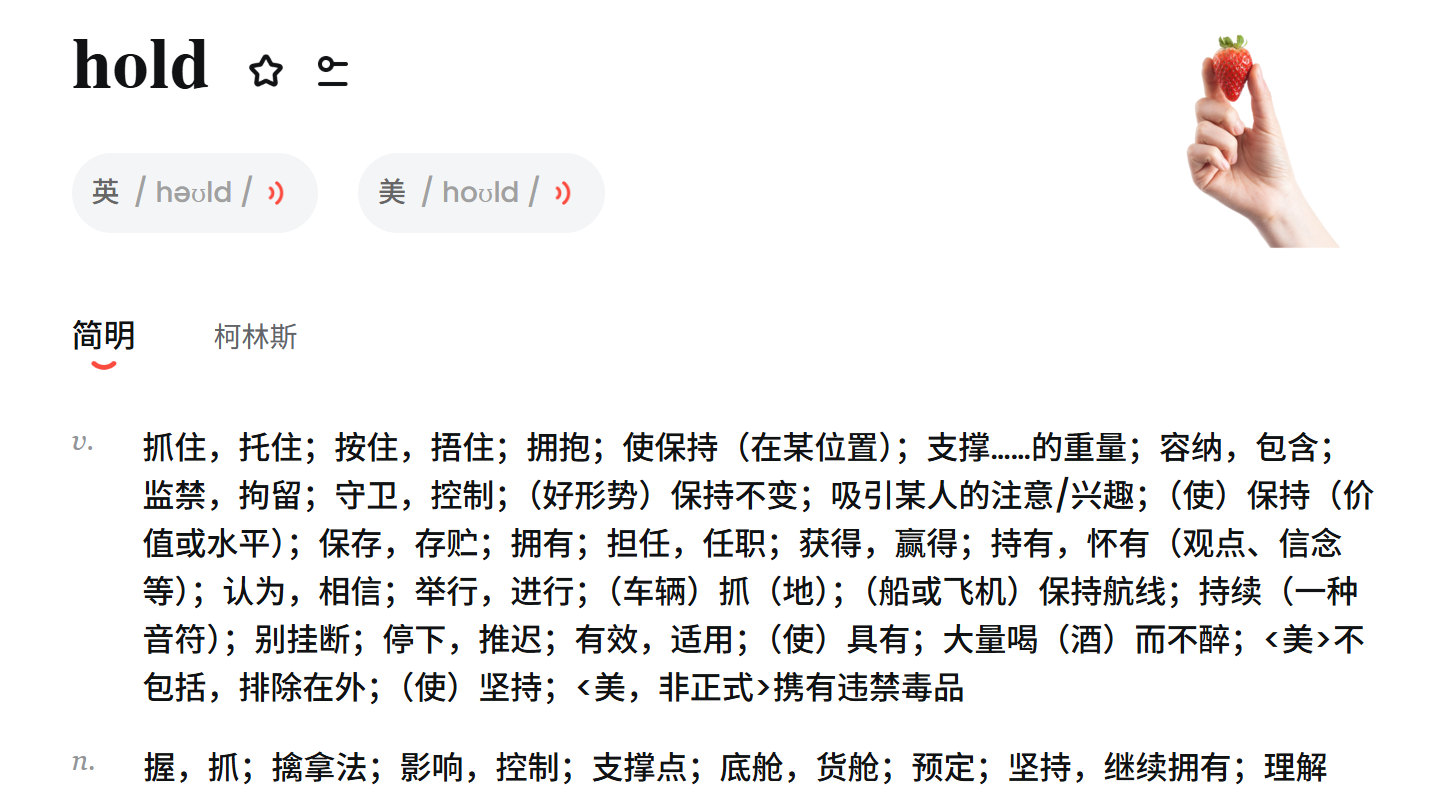 hold
英 / həʊld / 美 / hoʊld /
简明 柯林斯
v. 抓住，托住；按住，捂住；拥抱；使保持（在某位置）；支撑……的重量；容纳，包含；
监禁，拘留；守卫，控制；（好形势）保持不变；吸引某人的注意/兴趣；（使）保持（价
值或水平）；保存，存贮；拥有；担任，任职；获得，赢得；持有，怀有（观点、信念
等）；认为，相信；举行，进行；（车辆）抓（地）；（船或飞机）保持航线；持续（一种
音符）；别挂断；停下，推迟；有效，适用；（使）具有；大量喝（酒）而不醉；<美>不
包括，排除在外；（使）坚持；<美，非正式>携有违禁毒品
n. 握，抓；擒拿法；影响，控制；支撑点；底舱，货舱；预定；坚持，继续拥有；理解